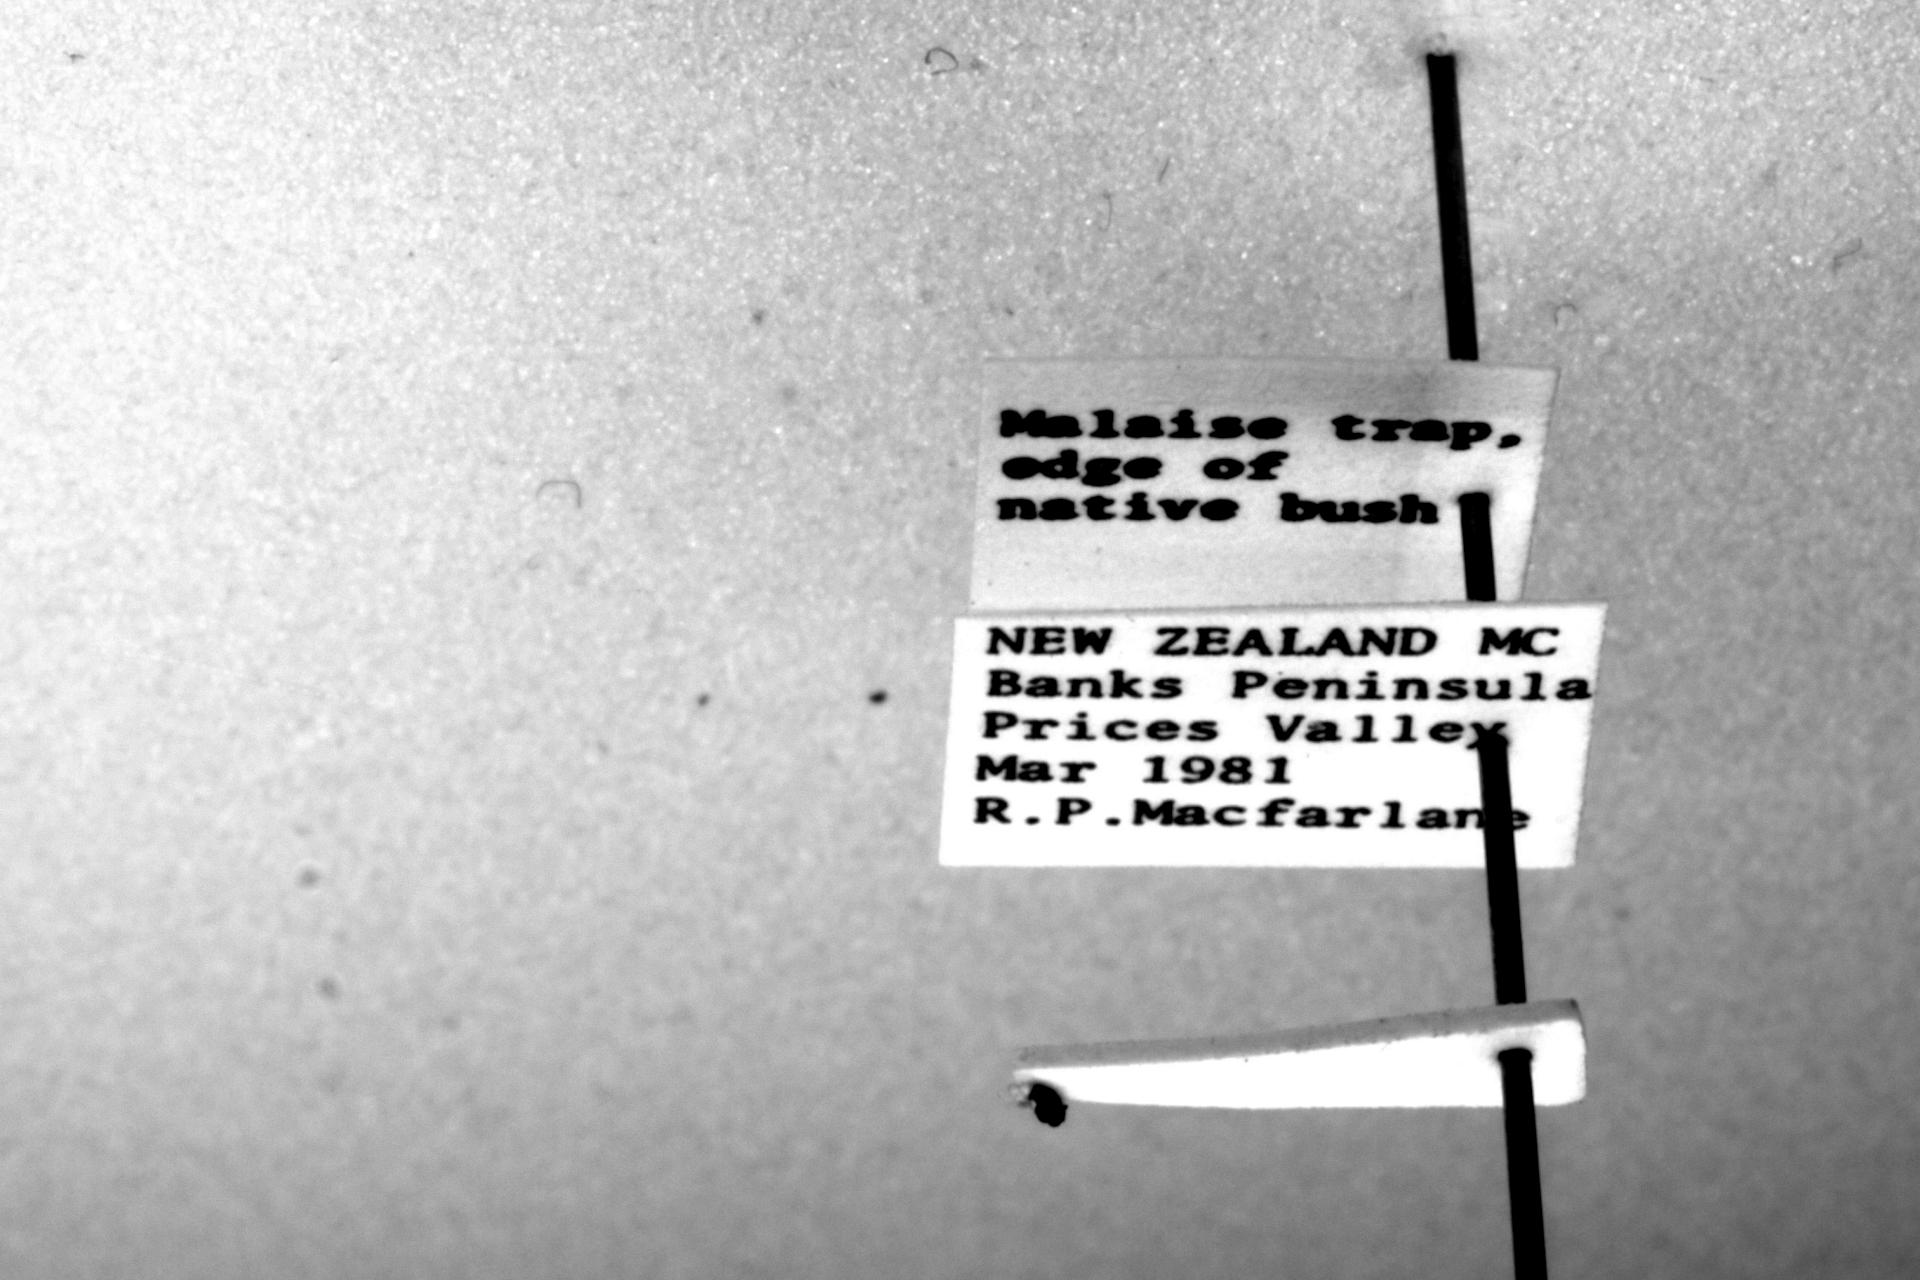 Malaise trap,
edge of
native bush
NEW ZEALAND MC
Banks Peninsula
Prices Valley
Mar 1981
R.P.Macfarlane